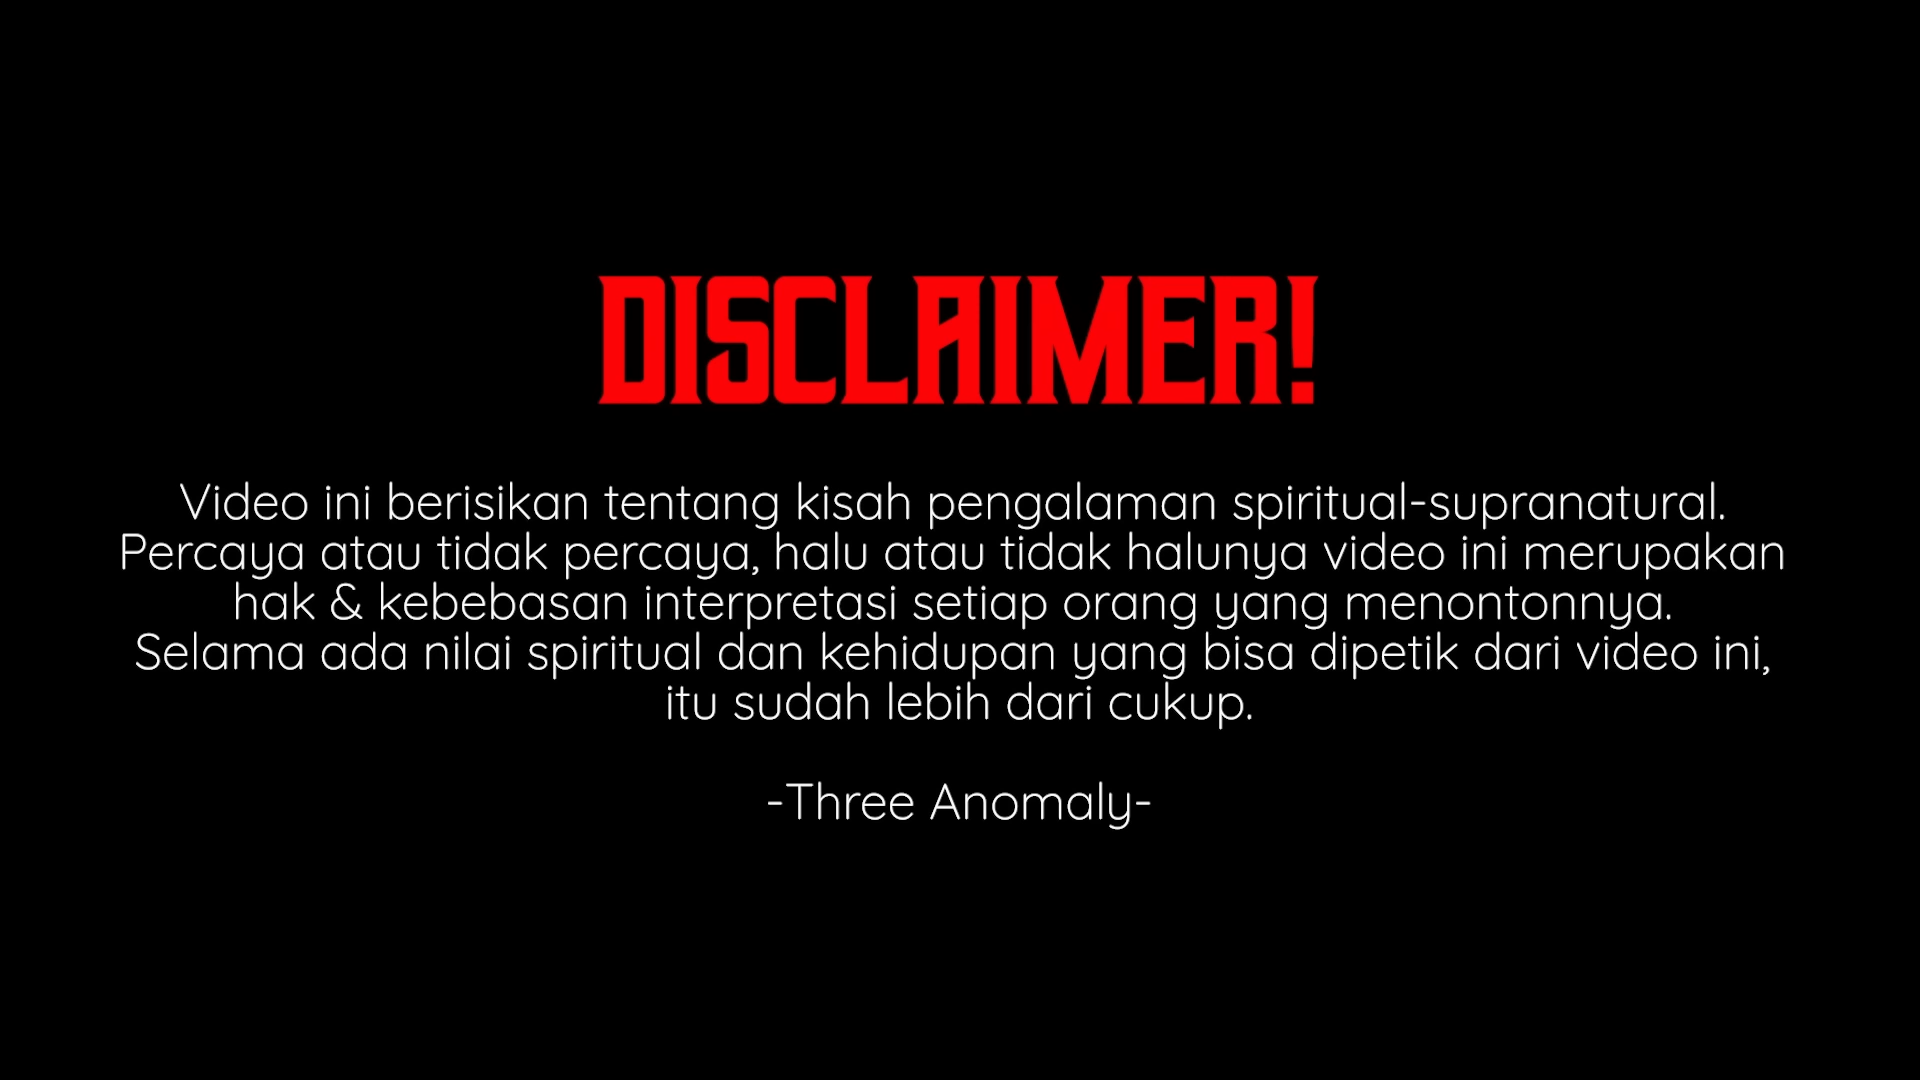 DISCLAIMER!
Video ini berisikan tentang kisah pengalaman spiritual-supranatural.
Percaya atau tidak percaya, halu atau tidak halunya video ini merupakan
hak & kebebasan interpretasi setiap orang yang menontonnya.
Selama ada nilai spiritual dan kehidupan yang bisa dipetik dari video ini,
itu sudah lebih dari cukup.
-Three Anomaly-